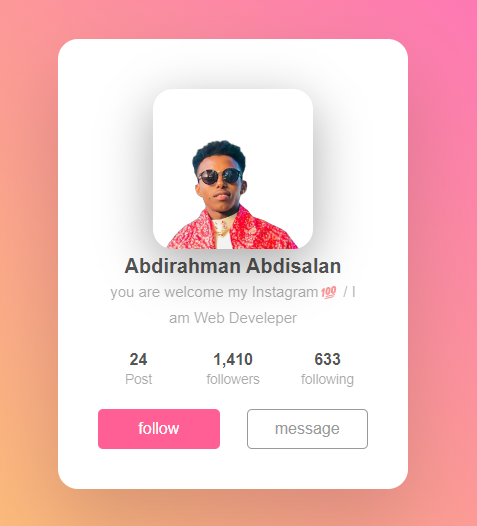 Abdirahman Abdisalan
you are welcome my Instagram💯 / I
am Web Develeper
24 1,410 633
Post followers following
follow message